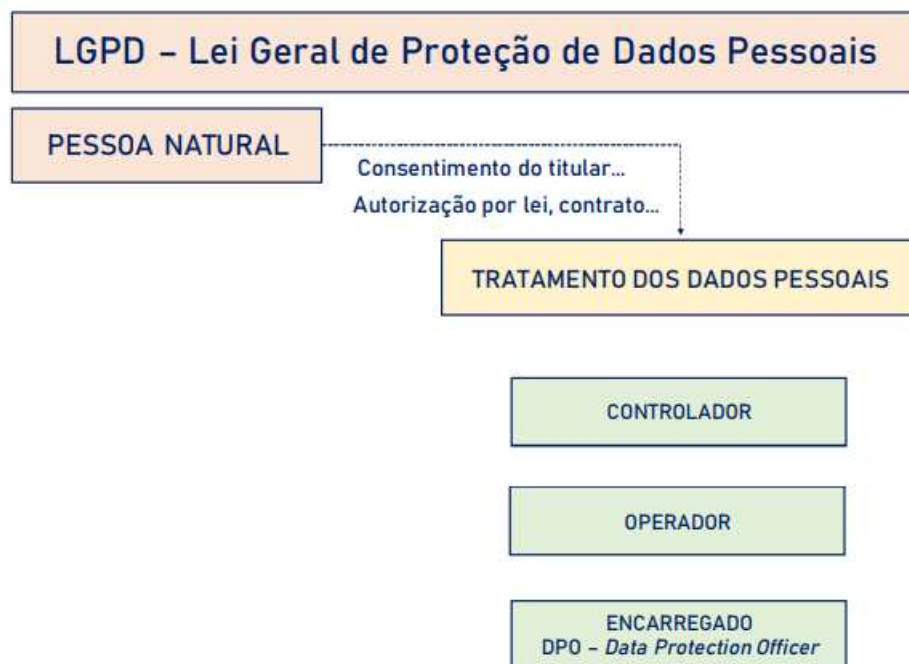 LGPD – Lei Geral de Proteção de Dados Pessoais
PESSOA NATURAL
Consentimento do titular...
Autorização por lei, contrato...
TRATAMENTO DOS DADOS PESSOAIS
CONTROLADOR
OPERADOR
ENCARREGADO
DPO – Data Protection Officer